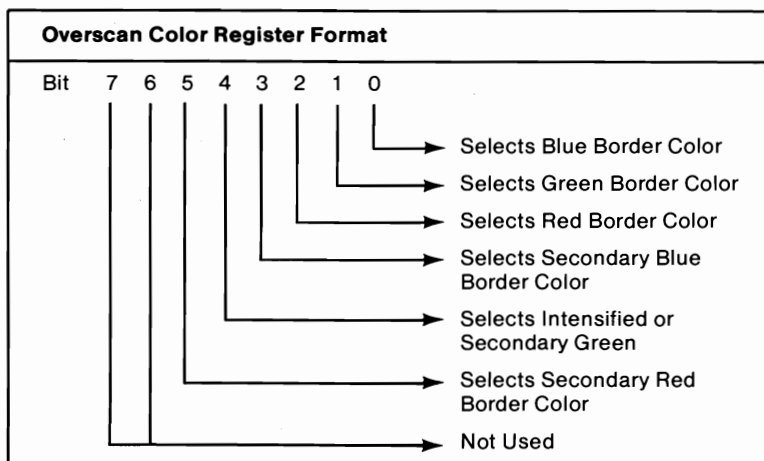 Overscan Color Register Format
Bit 7 6 5 4 3 2 1 0
Selects Blue Border Color
Selects Green Border Color
Selects Red Border Color
Selects Secondary Blue
Border Color
Selects Intensified or
Secondary Green
Selects Secondary Red
Border Color
Not Used